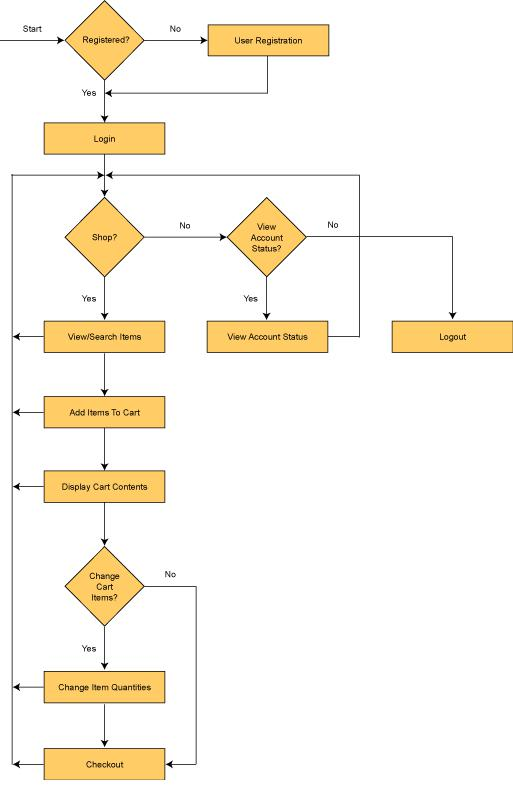 Start
Registered?
No
User Registration
Yes
Login
Shop?
No
View
Account
Status?
No
Yes
Yes
View/Search Items
View Account Status
Logout
Add Items To Cart
Display Cart Contents
Change
Cart
Items?
No
Yes
Change Item Quantities
Checkout